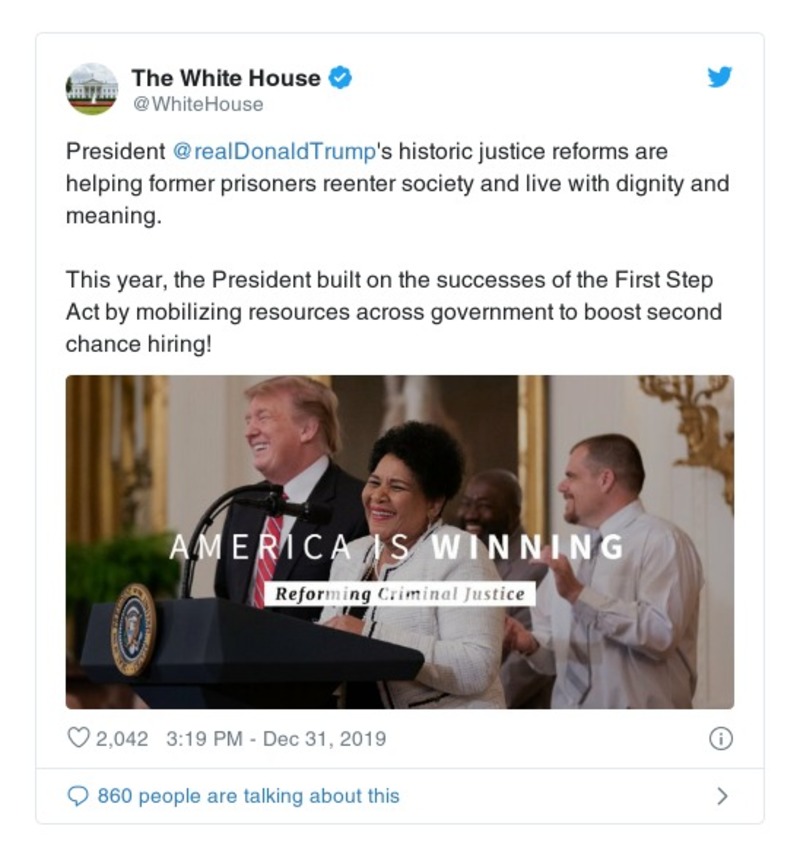 The White House
@WhiteHouse
President @realDonaldTrump's historic justice reforms are
helping former prisoners reenter society and live with dignity and
meaning.
This year, the President built on the successes of the First Step
Act by mobilizing resources across government to boost second
chance hiring!
AMERICA IS WINNING
Reforming Criminal Justice
2,042 3:19 PM - Dec 31, 2019
860 people are talking about this